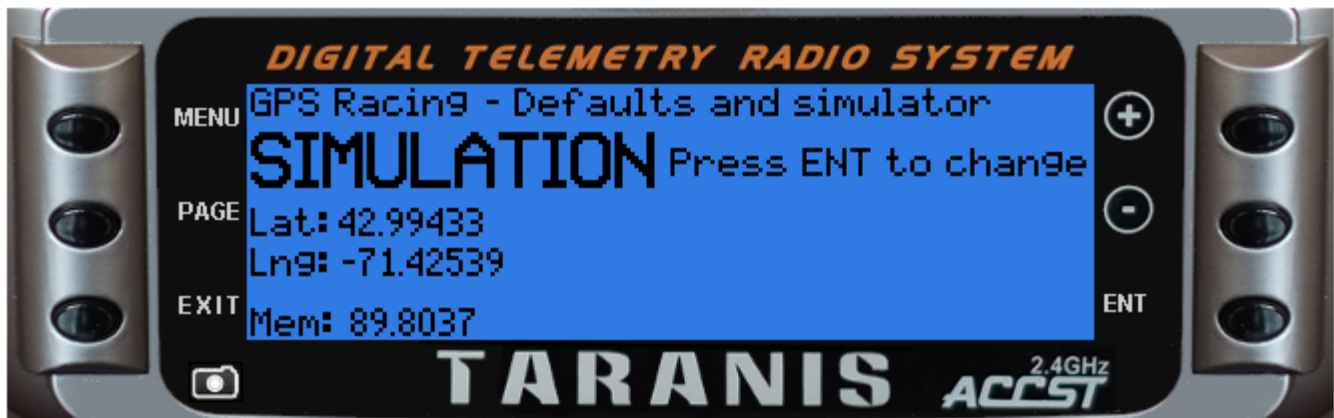 DIGITAL TELEMETRY RADIO SYSTEM
MENU
GPS Racing - Defaults and simulator
SIMULATION Press ENT to change
PAGE
Lat: 42.99433
Lng: -71.42539
EXIT
Mem: 89.8037
+
-
ENT
TARANIS
2.4GHz
ACCST